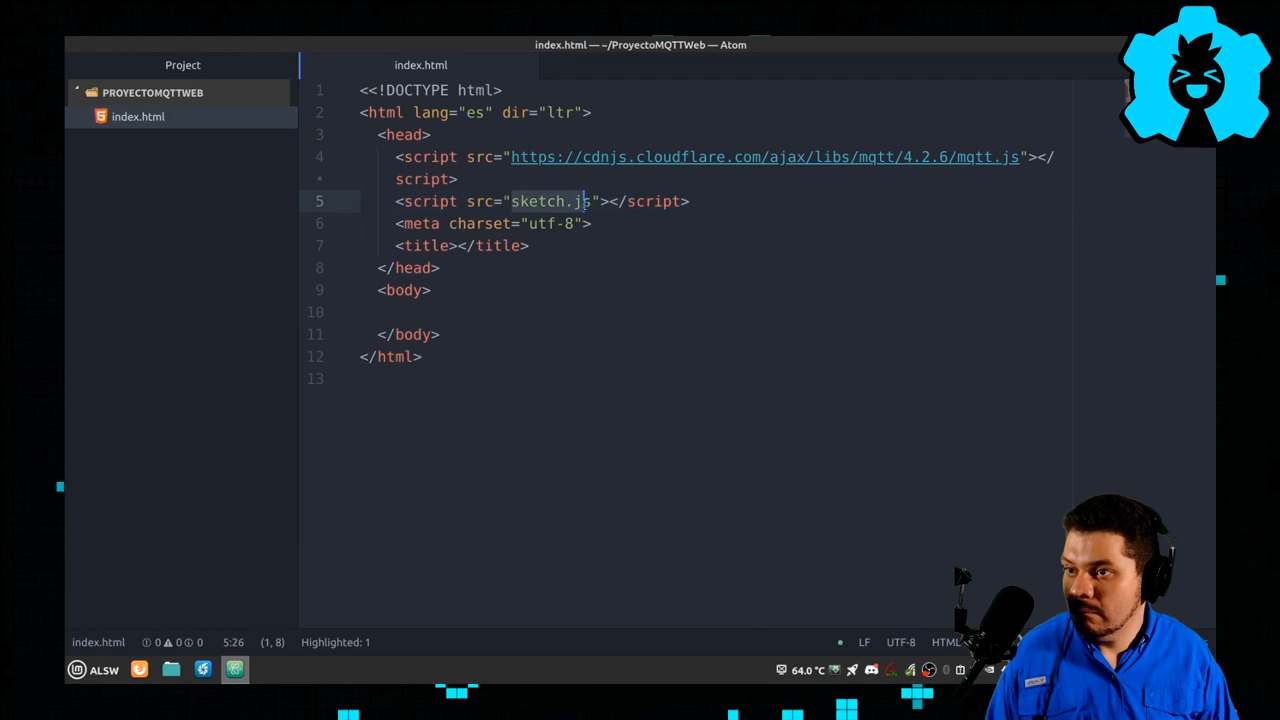 index.html — ~/ProyectoMQTTWeb — Atom
Project
index.html
PROYECTOMQTTWEB
index.html
1 <<!DOCTYPE html>
2 <html lang="es" dir="ltr">
3 <head>
4 <script src="https://cdnjs.cloudflare.com/ajax/libs/mqtt/4.2.6/mqtt.js"></
• script>
5 <script src="sketch.js"></script>
6 <meta charset="utf-8">
7 <title></title>
8 </head>
9 <body>
10
11 </body>
12 </html>
13
index.html 0 0 0 5:26 (1, 8) Highlighted: 1 LF UTF-8 HTML
ALSW 64.0 °C